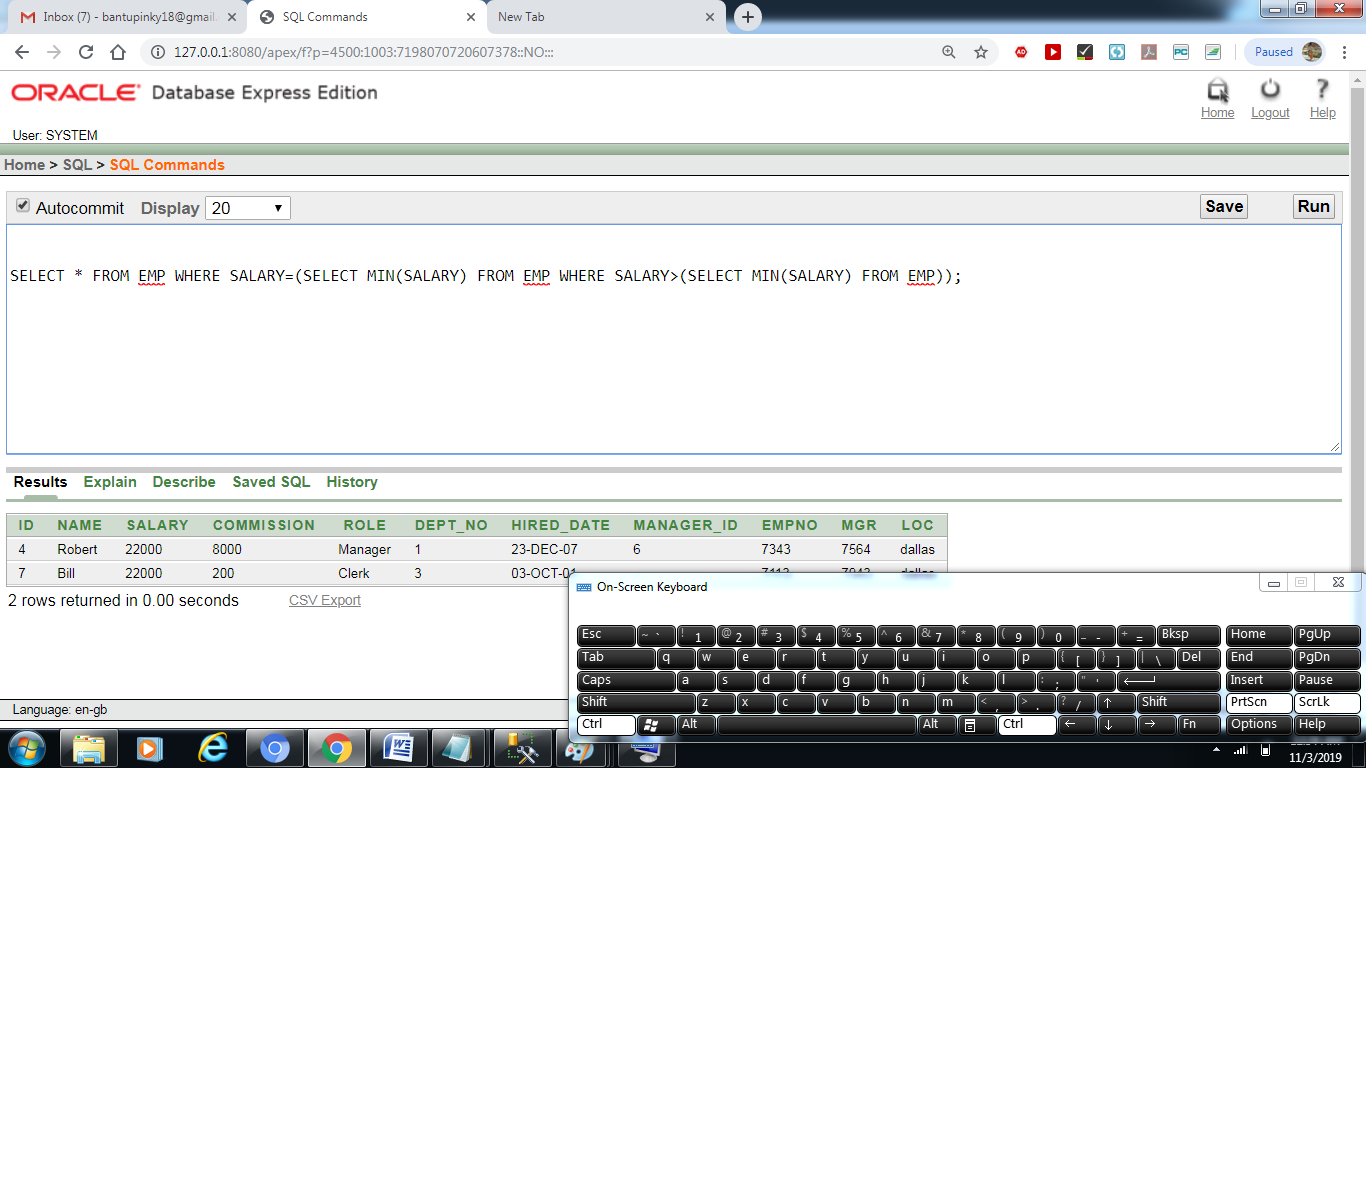 Inbox (7) - bantupinky18@gmail.
SQL Commands
New Tab
127.0.0.1:8080/apex/f?p=4500:1003:7198070720607378::NO:::
Paused
ORACLE Database Express Edition
Home Logout Help
User: SYSTEM
Home > SQL > SQL Commands
Autocommit Display 20 Save Run
SELECT * FROM EMP WHERE SALARY=(SELECT MIN(SALARY) FROM EMP WHERE SALARY>(SELECT MIN(SALARY) FROM EMP));
Results Explain Describe Saved SQL History
ID NAME SALARY COMMISSION ROLE DEPT_NO HIRED_DATE MANAGER_ID EMPNO MGR LOC
4 Robert 22000 8000 Manager 1 23-DEC-07 6 7343 7564 dallas
7 Bill 22000 200 Clerk 3 03-OCT-01 dallas
2 rows returned in 0.00 seconds CSV Export
On-Screen Keyboard
Esc ~ ` ! 1 @ 2 # 3 $ 4 % 5 ^ 6 & 7 * 8 ( 9 ) 0 _ - + = Bksp Home PgUp
Tab q w e r t y u i o p { [ } ] | \ Del End PgDn
Caps a s d f g h j k l : ; " ' Insert Pause
Shift z x c v b n m < , > . ? / ↑ Shift PrtScn ScrLk
Ctrl Alt Alt Ctrl ← ↓ → Fn Options Help
Language: en-gb
11/3/2019